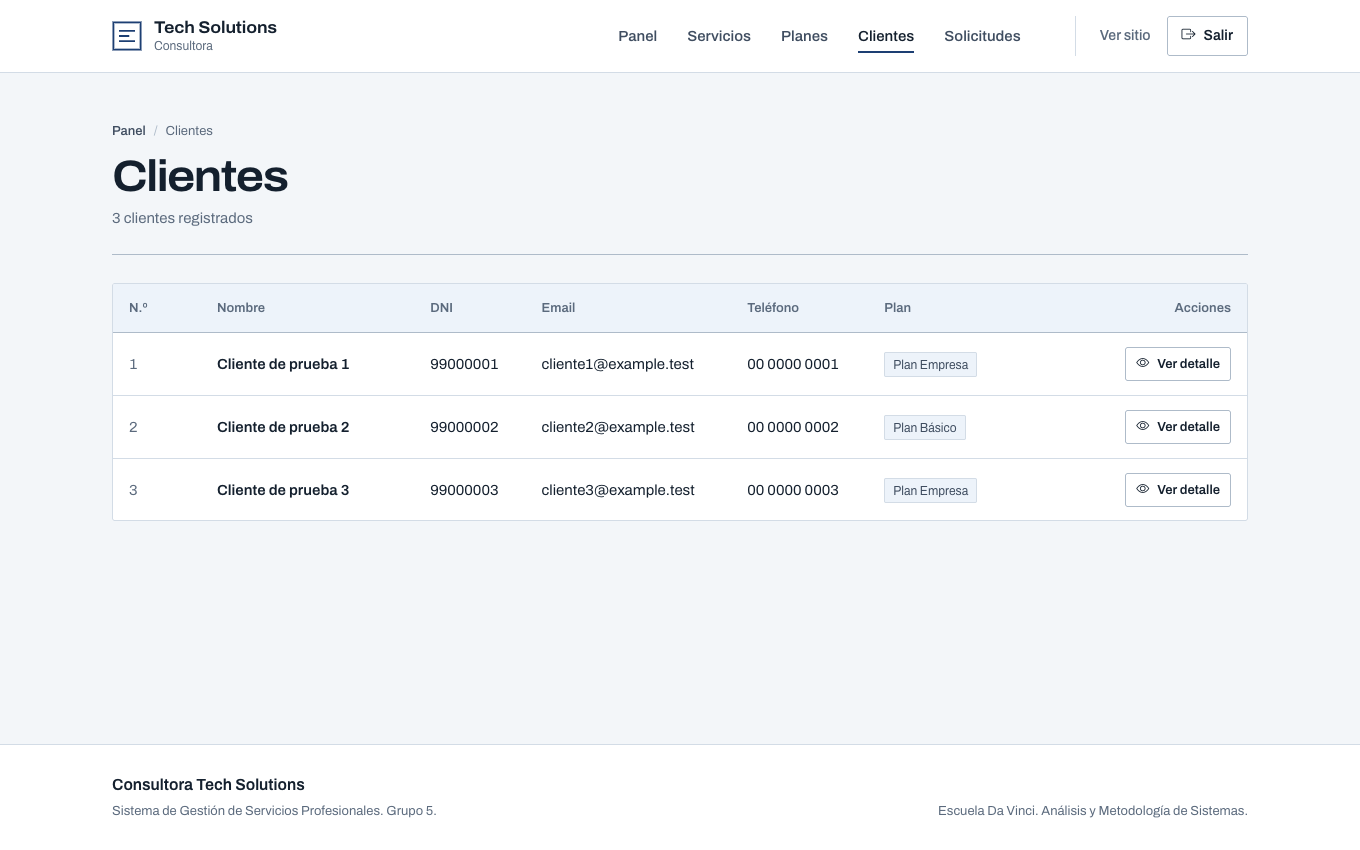 Tech Solutions
Consultora
Panel Servicios Planes Clientes Solicitudes Ver sitio Salir
Panel / Clientes
Clientes
3 clientes registrados
N.º Nombre DNI Email Teléfono Plan Acciones
1 Cliente de prueba 1 99000001 cliente1@example.test 00 0000 0001 Plan Empresa Ver detalle
2 Cliente de prueba 2 99000002 cliente2@example.test 00 0000 0002 Plan Básico Ver detalle
3 Cliente de prueba 3 99000003 cliente3@example.test 00 0000 0003 Plan Empresa Ver detalle
Consultora Tech Solutions
Sistema de Gestión de Servicios Profesionales. Grupo 5.
Escuela Da Vinci. Análisis y Metodología de Sistemas.